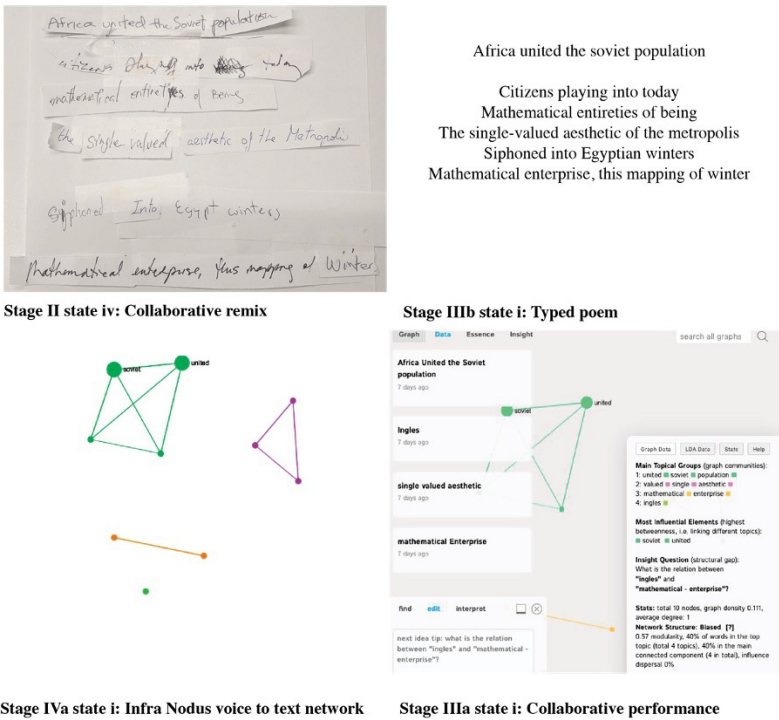 Africa united the Soviet population
citizens into today
mathematical entiretyes of Being
the single valued aesthetic of the Metropoli
Siphoned Into, Egypt winters
Mathematical enterprise, this mapping of Winters
Stage II state iv: Collaborative remix
Africa united the soviet population
Citizens playing into today
Mathematical entireties of being
The single-valued aesthetic of the metropolis
Siphoned into Egyptian winters
Mathematical enterprise, this mapping of winter
Stage IIIb state i: Typed poem
soviet
united
Stage IVa state i: Infra Nodus voice to text network
Graph Data Essence Insight
search all graphs
Africa United the Soviet
population
7 days ago
Ingles
7 days ago
single valued aesthetic
7 days ago
mathematical Enterprise
7 days ago
soviet
united
find edit interpret
next idea tip: what is the relation
between "ingles" and "mathematical -
enterprise"?
Graph Data LDA Data Stats Help
Main Topical Groups (graph communities):
1: united soviet population
2: valued single aesthetic
3: mathematical enterprise
4: ingles
Most Influential Elements (highest
betweenness, i.e. linking different topics):
soviet united
Insight Question (structural gap):
What is the relation between
"ingles" and
"mathematical - enterprise"?
Stats: total 10 nodes, graph density 0.111,
average degree: 1
Network Structure: Biased [?]
0.57 modularity, 40% of words in the top
topic (total 4 topics), 40% in the main
connected component (4 in total), influence
dispersal 0%
Stage IIIa state i: Collaborative performance